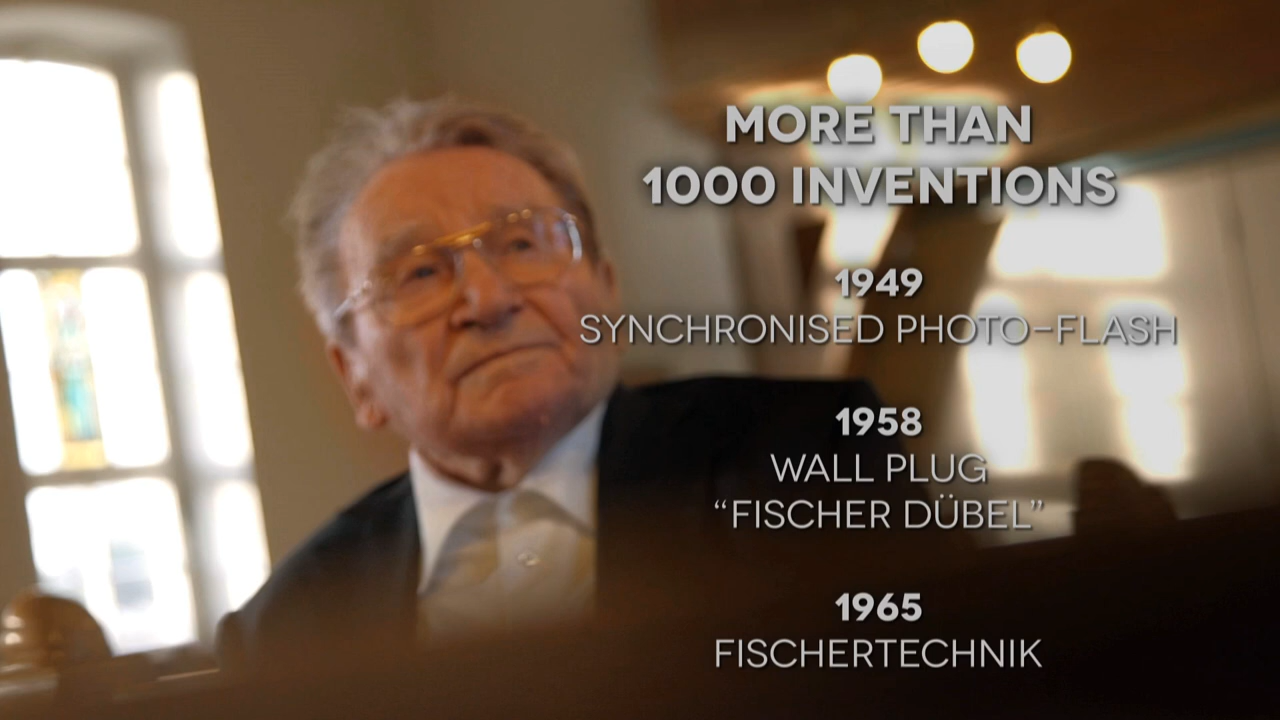 MORE THAN
1000 INVENTIONS
1949
SYNCHRONISED PHOTO-FLASH
1958
WALL PLUG
“FISCHER DÜBEL”
1965
FISCHERTECHNIK